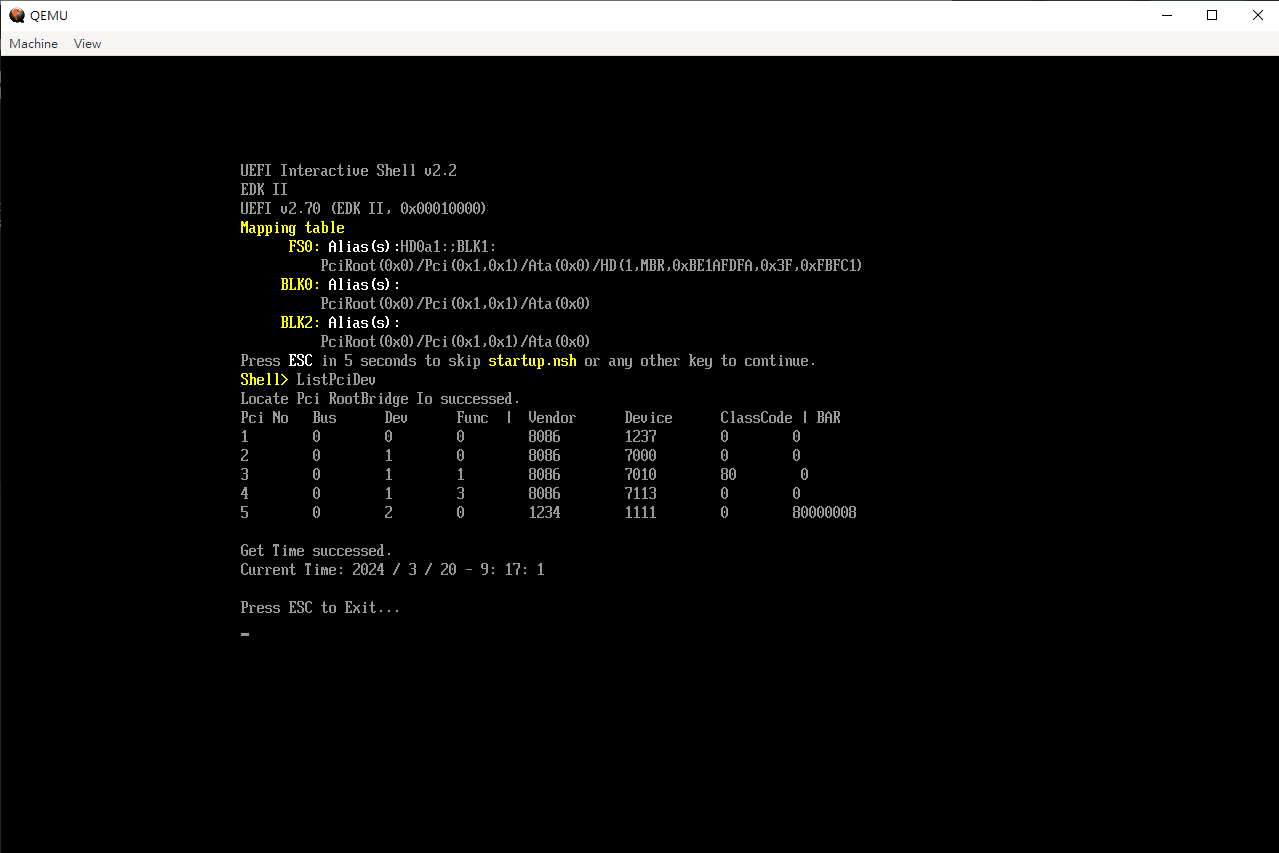 QEMU
Machine View
UEFI Interactive Shell v2.2
EDK II
UEFI v2.70 (EDK II, 0x00010000)
Mapping table
FS0: Alias(s):HD0a1:;BLK1:
PciRoot(0x0)/Pci(0x1,0x1)/Ata(0x0)/HD(1,MBR,0xBE1AFDFA,0x3F,0xFBFC1)
BLK0: Alias(s):
PciRoot(0x0)/Pci(0x1,0x1)/Ata(0x0)
BLK2: Alias(s):
PciRoot(0x0)/Pci(0x1,0x1)/Ata(0x0)
Press ESC in 5 seconds to skip startup.nsh or any other key to continue.
Shell> ListPciDev
Locate Pci RootBridge Io successed.
Pci No Bus Dev Func | Vendor Device ClassCode | BAR
1 0 0 0 8086 1237 0 0
2 0 1 0 8086 7000 0 0
3 0 1 1 8086 7010 80 0
4 0 1 3 8086 7113 0 0
5 0 2 0 1234 1111 0 80000008
Get Time successed.
Current Time: 2024 / 3 / 20 - 9: 17: 1
Press ESC to Exit...